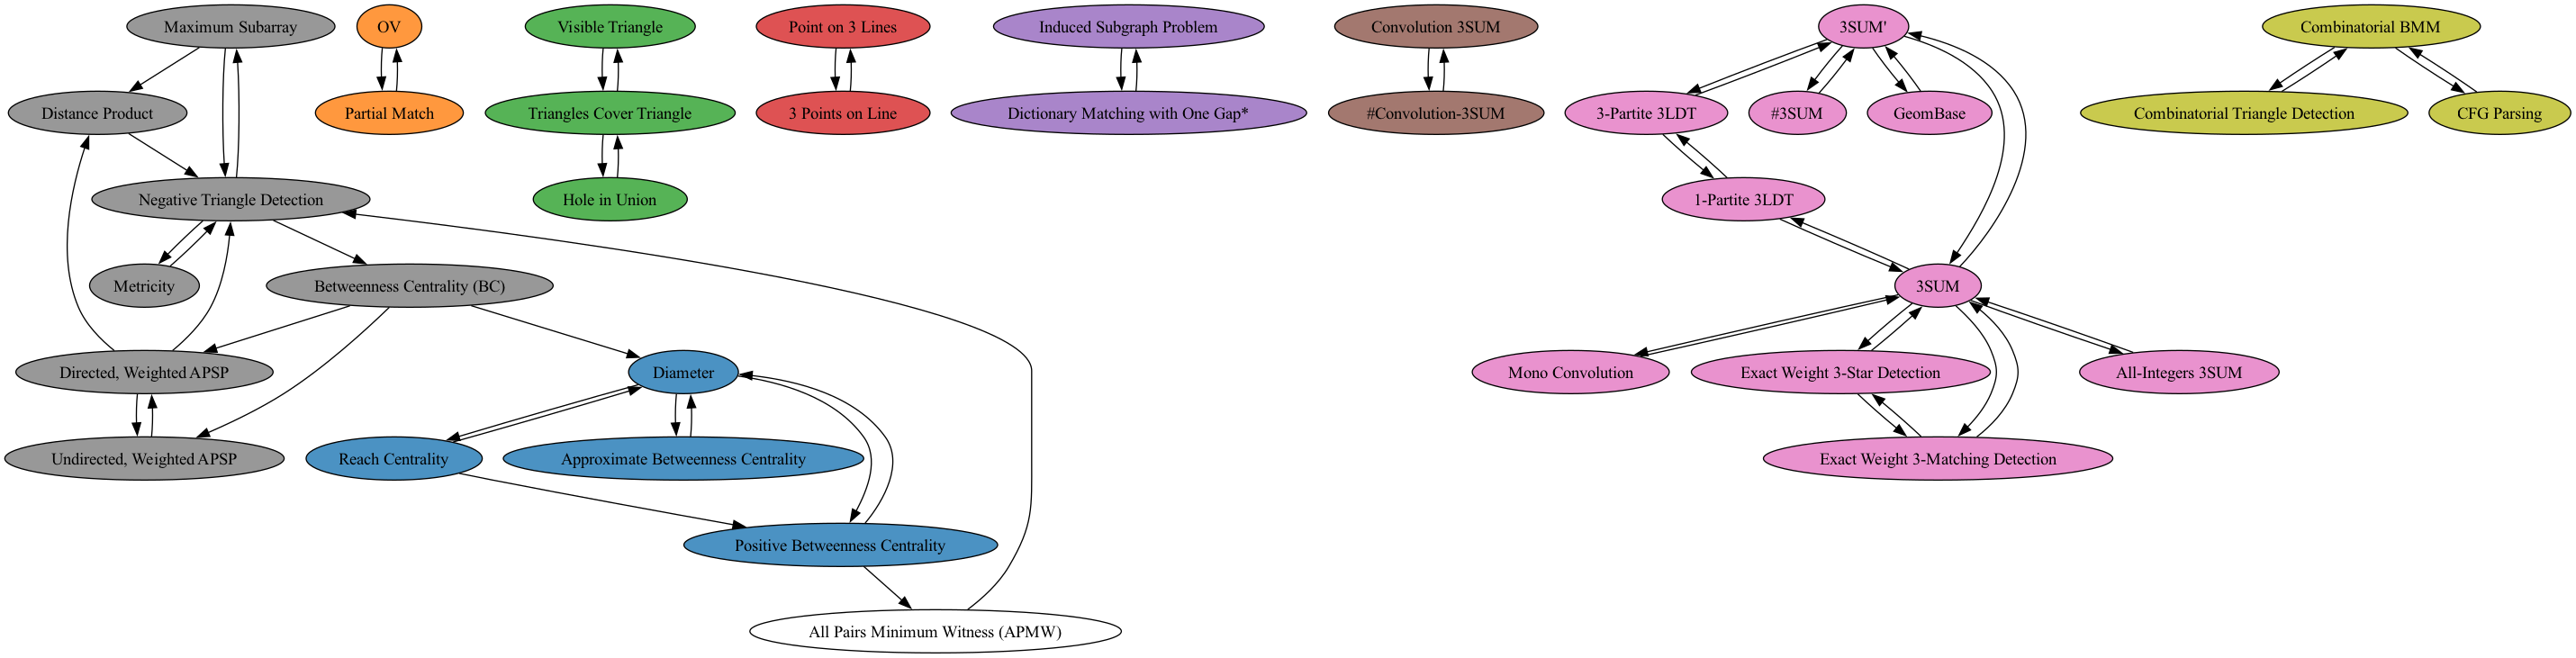 Maximum Subarray
OV
Visible Triangle
Point on 3 Lines
Induced Subgraph Problem
Convolution 3SUM
3SUM'
Combinatorial BMM
Distance Product
Partial Match
Triangles Cover Triangle
3 Points on Line
Dictionary Matching with One Gap*
#Convolution-3SUM
3-Partite 3LDT
#3SUM
GeomBase
Combinatorial Triangle Detection
CFG Parsing
Negative Triangle Detection
Hole in Union
1-Partite 3LDT
Metricity
Betweenness Centrality (BC)
3SUM
Directed, Weighted APSP
Diameter
Mono Convolution
Exact Weight 3-Star Detection
All-Integers 3SUM
Undirected, Weighted APSP
Reach Centrality
Approximate Betweenness Centrality
Exact Weight 3-Matching Detection
Positive Betweenness Centrality
All Pairs Minimum Witness (APMW)